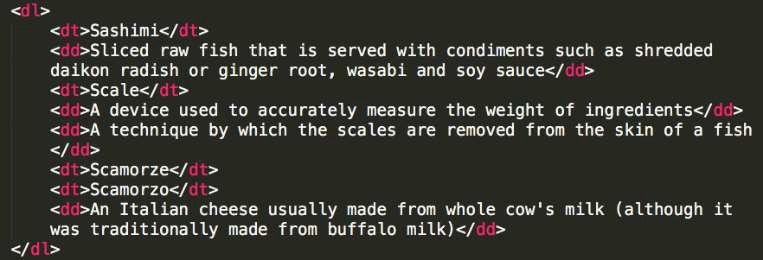 <dl>
<dt>Sashimi</dt>
<dd>Sliced raw fish that is served with condiments such as shredded
daikon radish or ginger root, wasabi and soy sauce</dd>
<dt>Scale</dt>
<dd>A device used to accurately measure the weight of ingredients</dd>
<dd>A technique by which the scales are removed from the skin of a fish
</dd>
<dt>Scamorze</dt>
<dt>Scamorzo</dt>
<dd>An Italian cheese usually made from whole cow's milk (although it
was traditionally made from buffalo milk)</dd>
</dl>